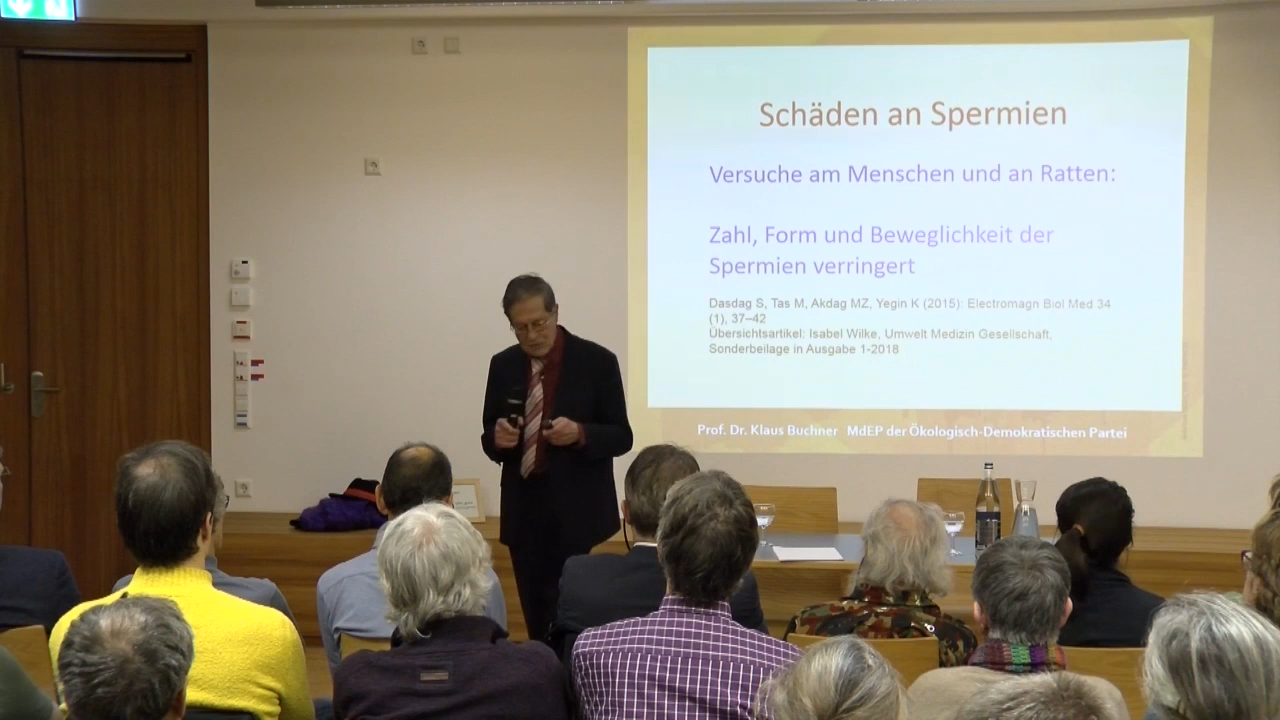 Schäden an Spermien
Versuche am Menschen und an Ratten:
Zahl, Form und Beweglichkeit der
Spermien verringert
Dasdag S, Tas M, Akdag MZ, Yegin K (2015): Electromagn Biol Med 34
(1), 37–42
Übersichtsartikel: Isabel Wilke, Umwelt Medizin Gesellschaft,
Sonderbeilage in Ausgabe 1-2018
Prof. Dr. Klaus Buchner MdEP der Ökologisch-Demokratischen Partei